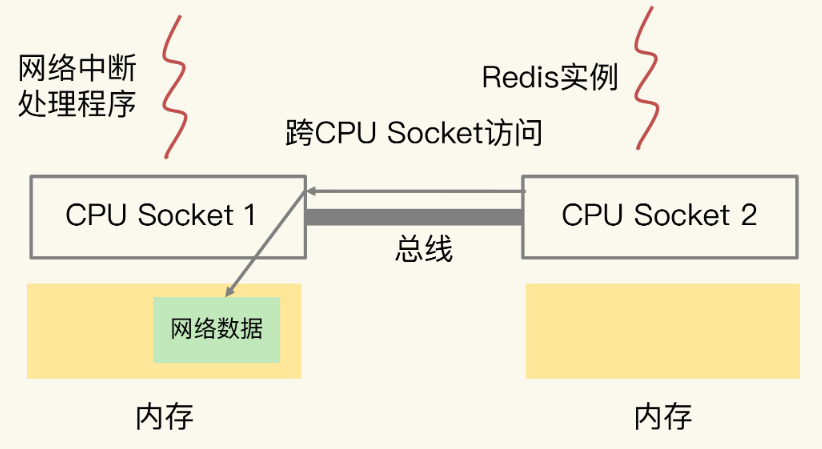 网络中断
处理程序
Redis实例
跨CPU Socket访问
CPU Socket 1
CPU Socket 2
总线
网络数据
内存
内存